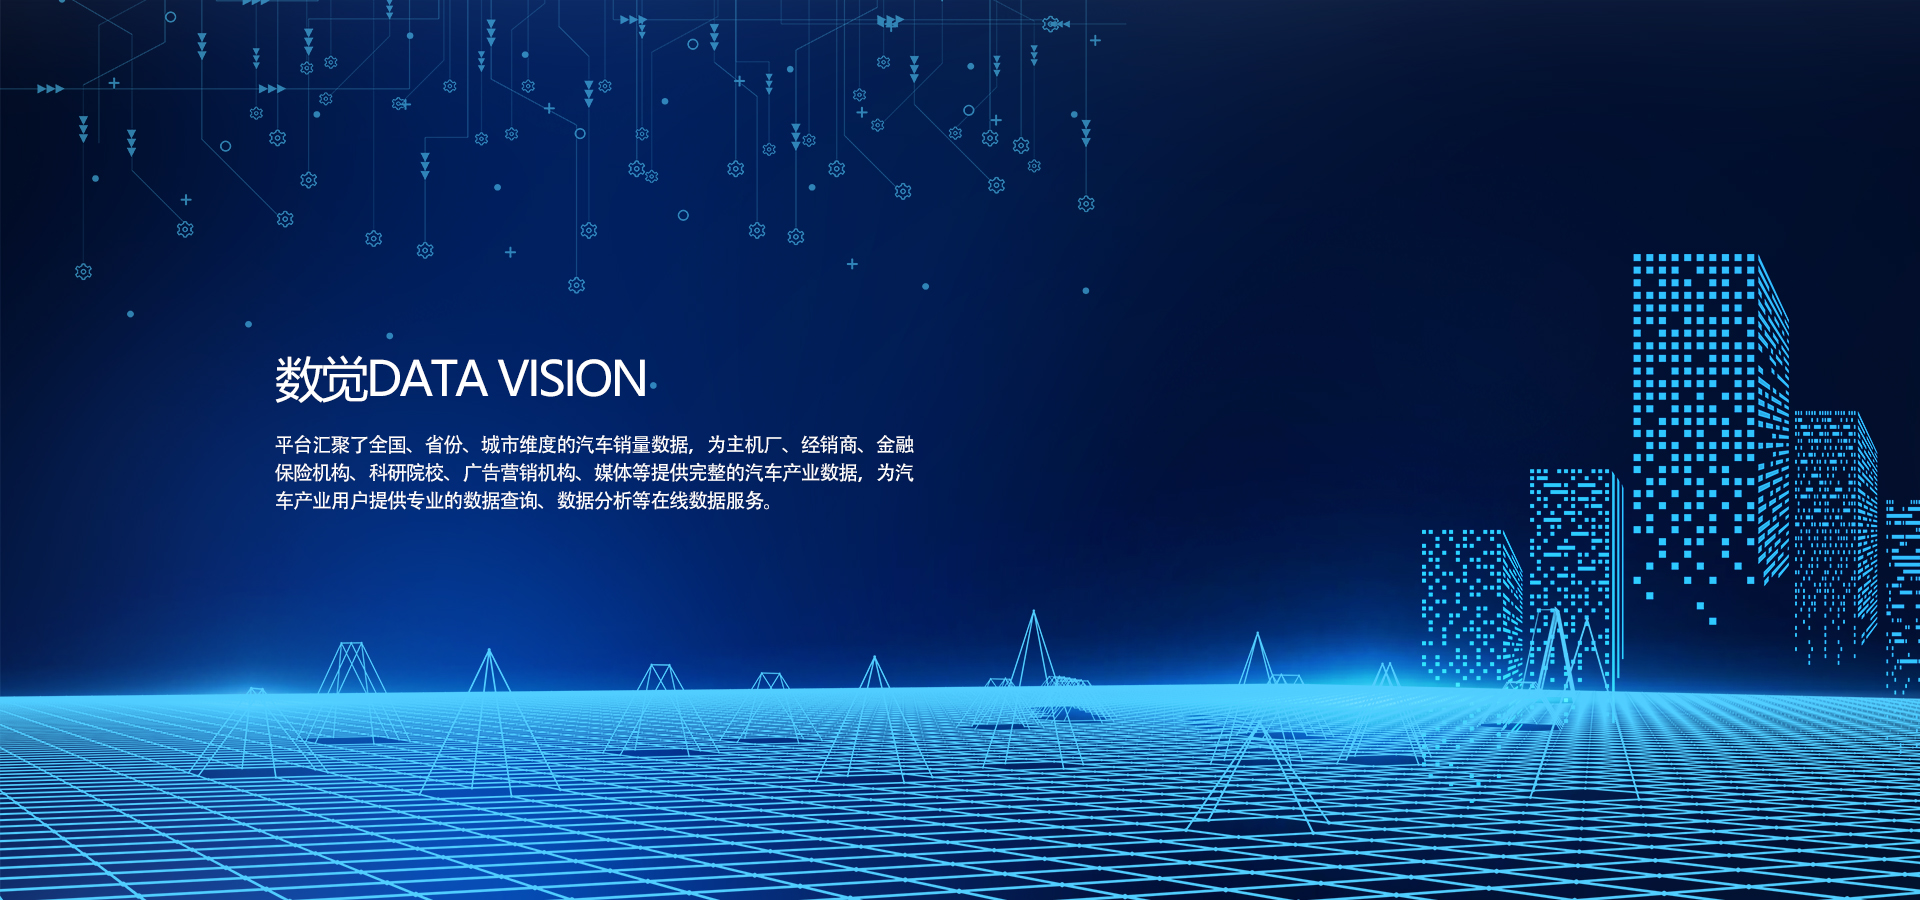 数觉DATA VISION
平台汇聚了全国、省份、城市维度的汽车销量数据，为主机厂、经销商、金融
保险机构、科研院校、广告营销机构、媒体等提供完整的汽车产业数据，为汽
车产业用户提供专业的数据查询、数据分析等在线数据服务。